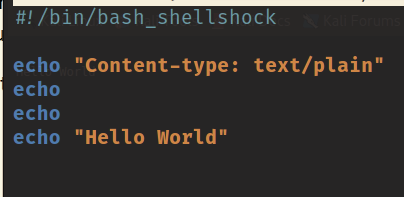 #!/bin/bash_shellshock
echo "Content-type: text/plain"
echo
echo
echo "Hello World"